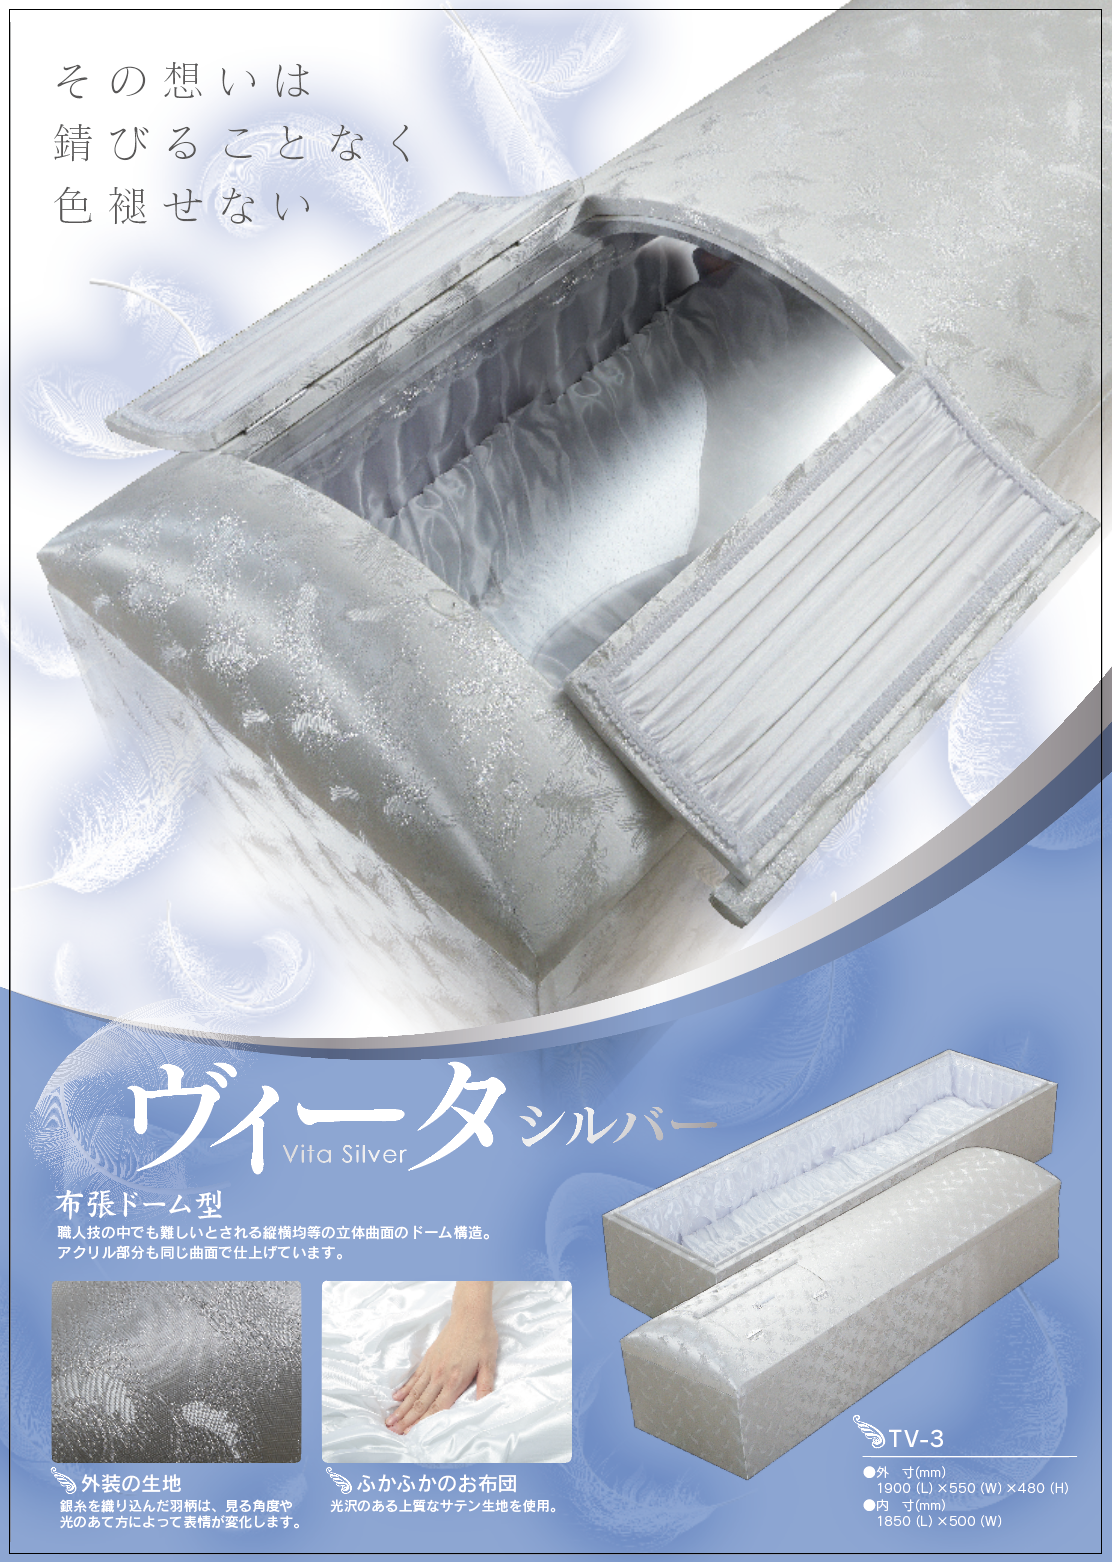 その想いは
錆びることなく
色褪せない
ヴィータ シルバー
Vita Silver
布張ドーム型
職人技の中でも難しいとされる縦横均等の立体曲面のドーム構造。
アクリル部分も同じ曲面で仕上げています。
外装の生地
銀糸を織り込んだ羽柄は、見る角度や
光のあて方によって表情が変化します。
ふかふかのお布団
光沢のある上質なサテン生地を使用。
TV-3
●外　寸(mm)
1900 (L) ×550 (W) ×480 (H)
●内　寸(mm)
1850 (L) ×500 (W)